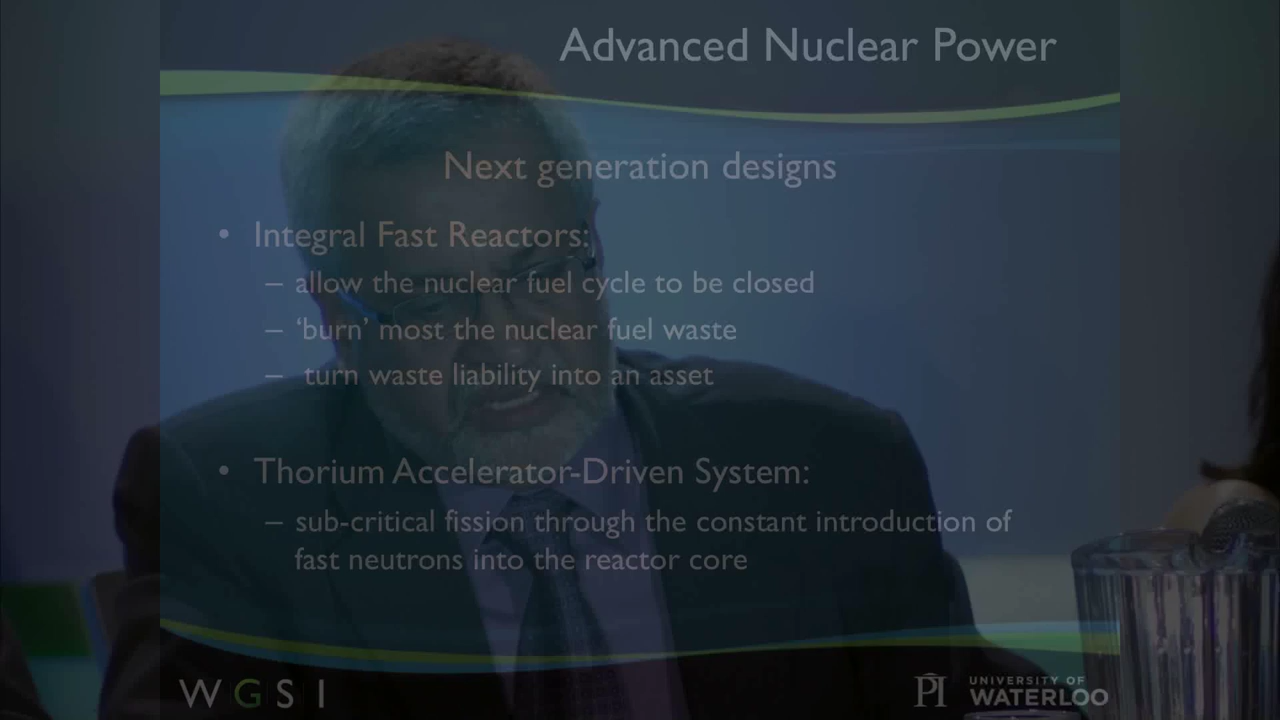 Advanced Nuclear Power
Next generation designs
• Integral Fast Reactors:
– allow the nuclear fuel cycle to be closed
– ‘burn’ most the nuclear fuel waste
– turn waste liability into an asset
• Thorium Accelerator-Driven System:
– sub-critical fission through the constant introduction of
fast neutrons into the reactor core
W G S I
PI
UNIVERSITY OF
WATERLOO